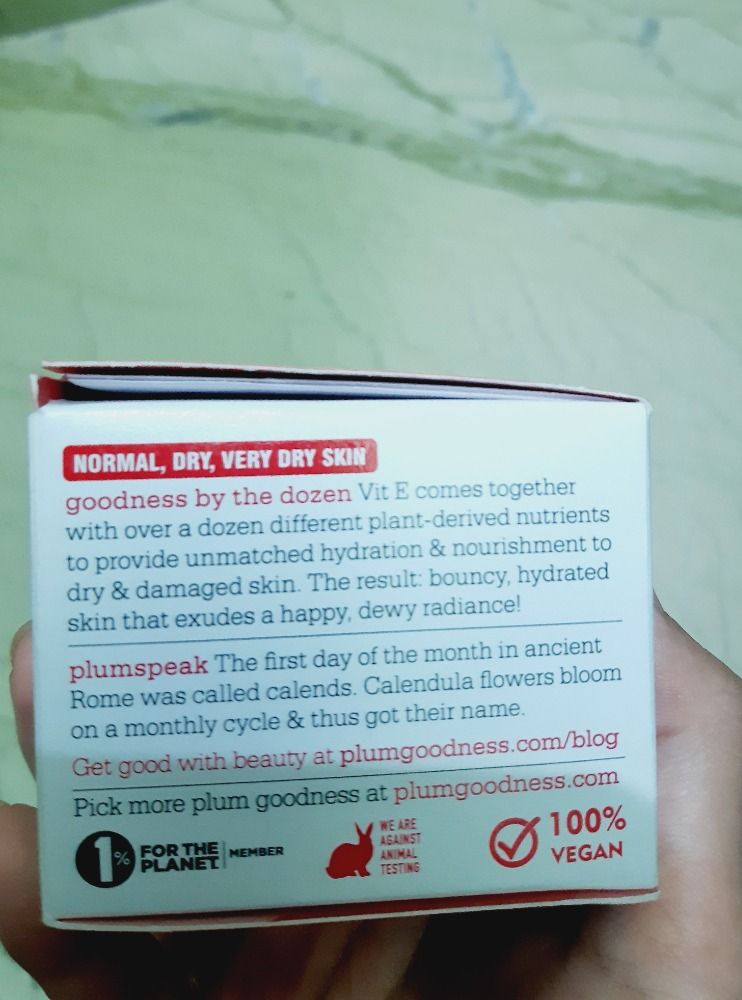 NORMAL, DRY, VERY DRY SKIN
goodness by the dozen Vit E comes together
with over a dozen different plant-derived nutrients
to provide unmatched hydration & nourishment to
dry & damaged skin. The result: bouncy, hydrated
skin that exudes a happy, dewy radiance!
plumspeak The first day of the month in ancient
Rome was called calends. Calendula flowers bloom
on a monthly cycle & thus got their name.
Get good with beauty at plumgoodness.com/blog
Pick more plum goodness at plumgoodness.com
1%
FOR THE
PLANET
MEMBER
WE ARE
AGAINST
ANIMAL
TESTING
100%
VEGAN